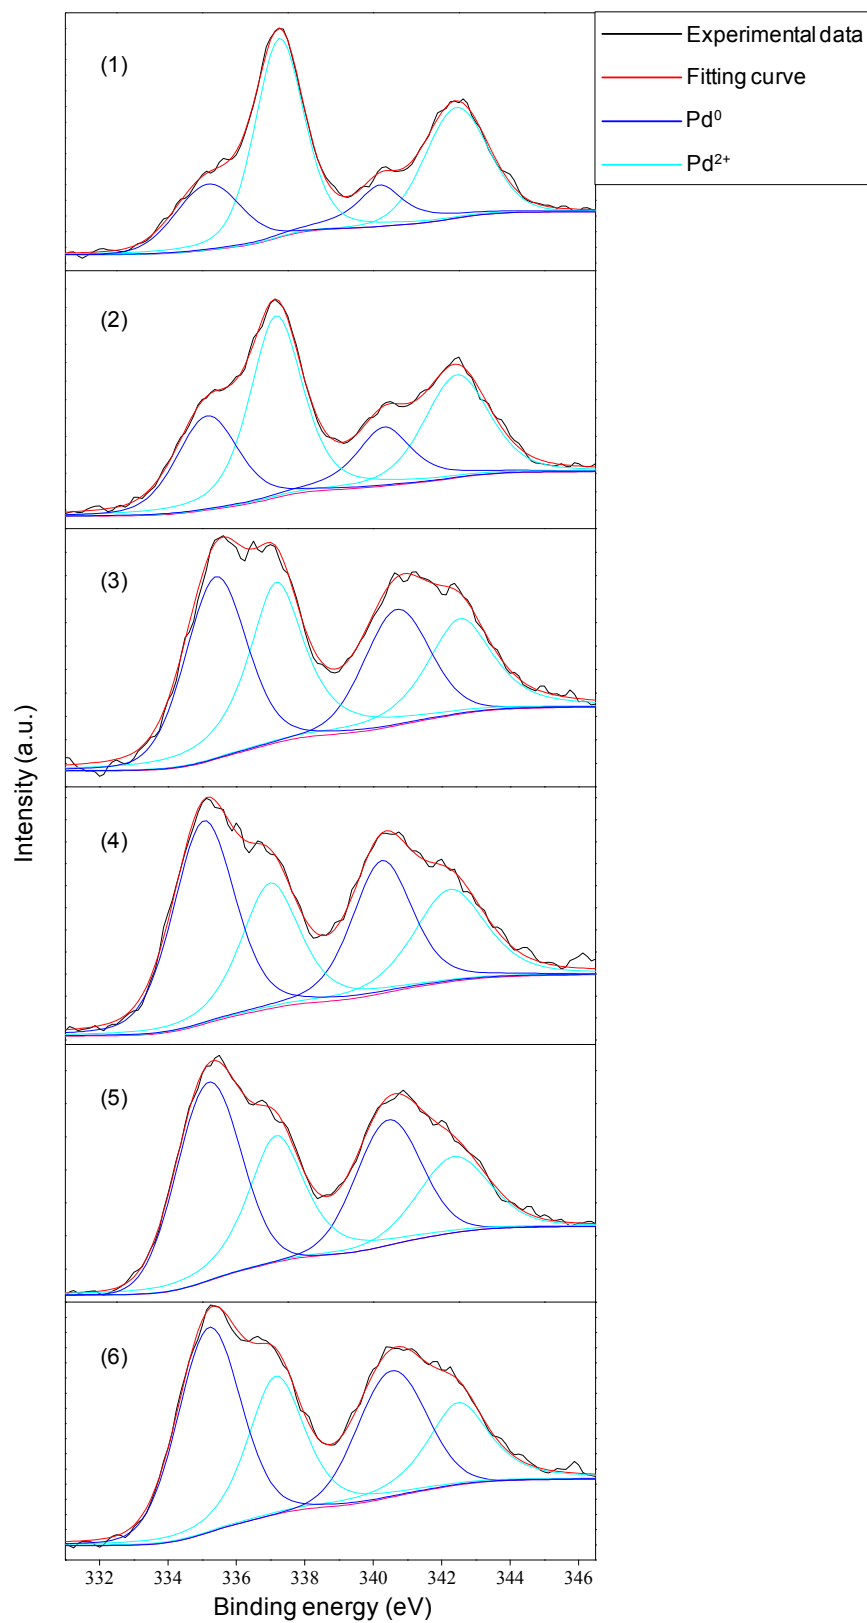 (1)
Experimental data
Fitting curve
Pd⁰
Pd²⁺
(2)
(3)
(4)
(5)
(6)
Intensity (a.u.)
332 334 336 338 340 342 344 346
Binding energy (eV)